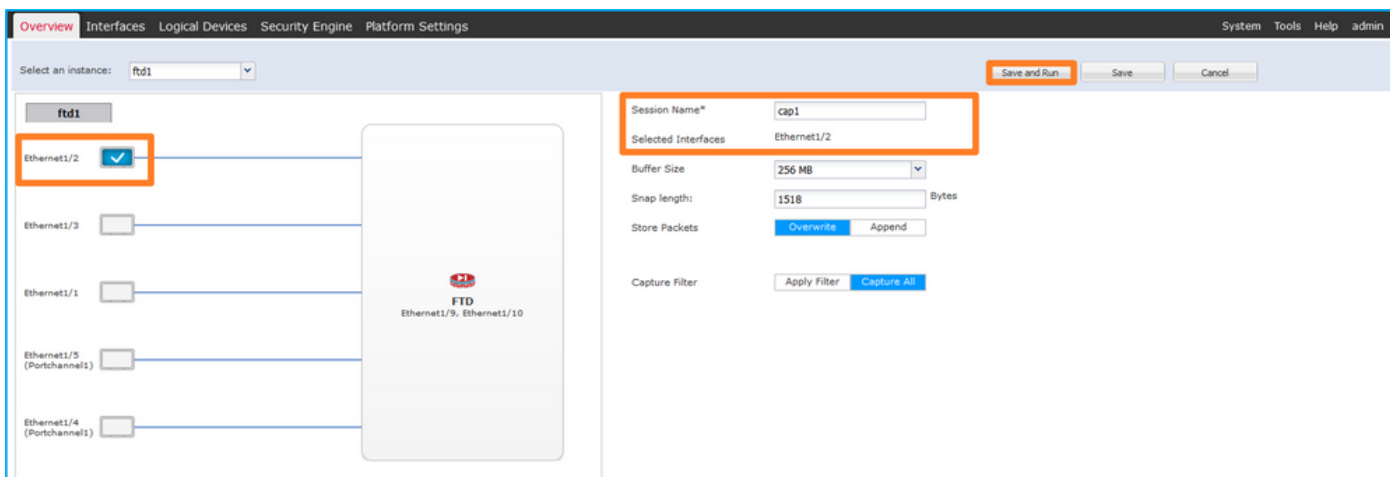 Overview Interfaces Logical Devices Security Engine Platform Settings System Tools Help admin
Select an instance: ftd1 Save and Run Save Cancel
ftd1
Ethernet1/2
Ethernet1/3
Ethernet1/1
Ethernet1/5
(Portchannel1)
Ethernet1/4
(Portchannel1)
FTD
Ethernet1/9, Ethernet1/10
Session Name* cap1
Selected Interfaces Ethernet1/2
Buffer Size 256 MB
Snap length: 1518 Bytes
Store Packets Overwrite Append
Capture Filter Apply Filter Capture All